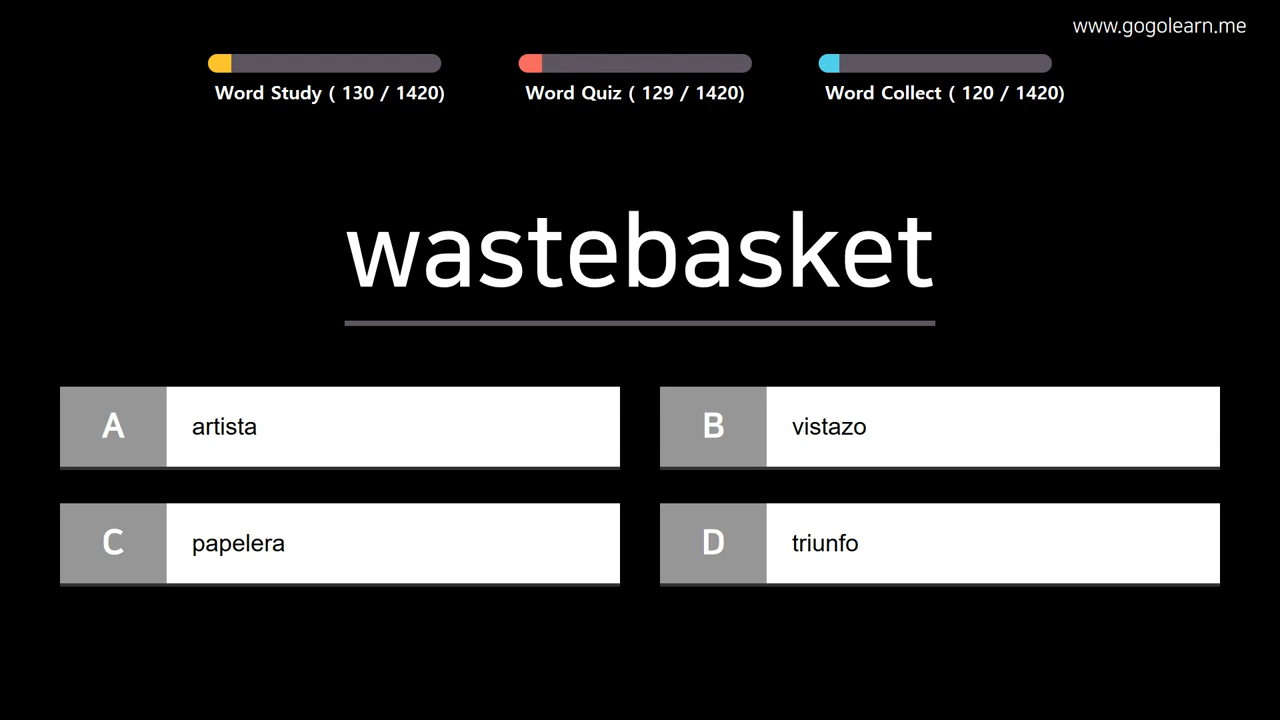 www.gogolearn.me
Word Study ( 130 / 1420)
Word Quiz ( 129 / 1420)
Word Collect ( 120 / 1420)
wastebasket
A artista
B vistazo
C papelera
D triunfo